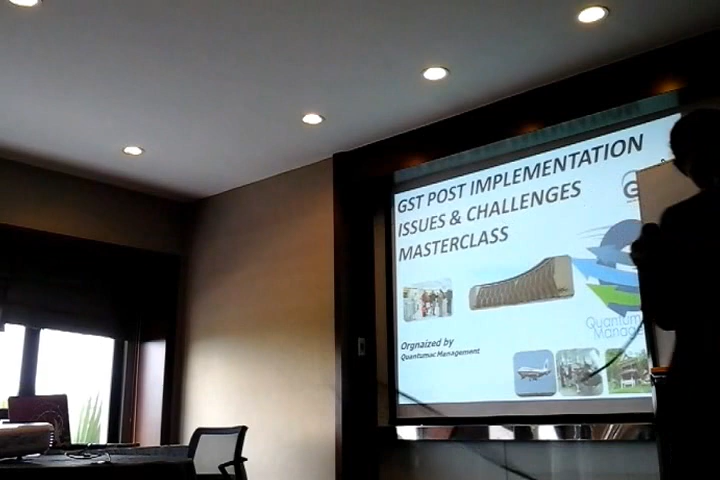 GST POST IMPLEMENTATION
ISSUES & CHALLENGES
MASTERCLASS
Orgnaized by
Quantumac Management